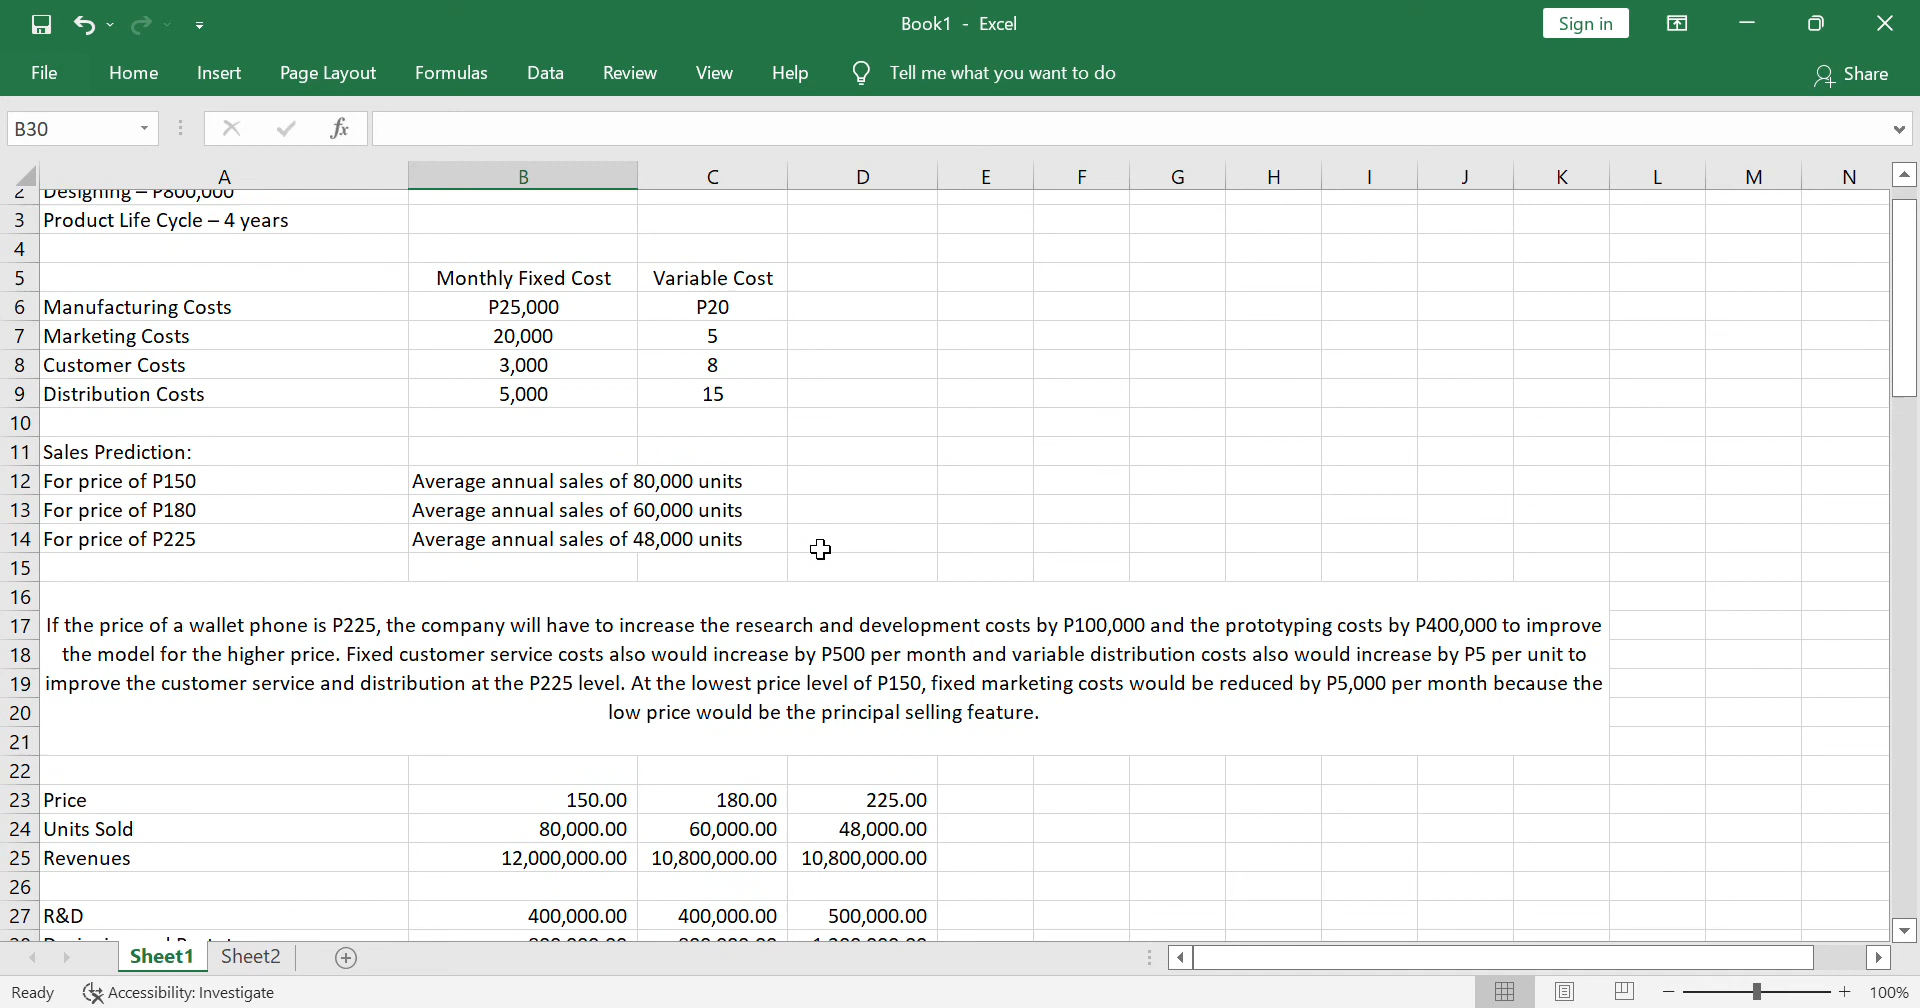 Book1 - Excel
Sign in
File Home Insert Page Layout Formulas Data Review View Help Tell me what you want to do Share
B30 fx
A B C D E F G H I J K L M N
2 Designing – P800,000
3 Product Life Cycle – 4 years
4
5 Monthly Fixed Cost Variable Cost
6 Manufacturing Costs P25,000 P20
7 Marketing Costs 20,000 5
8 Customer Costs 3,000 8
9 Distribution Costs 5,000 15
10
11 Sales Prediction:
12 For price of P150 Average annual sales of 80,000 units
13 For price of P180 Average annual sales of 60,000 units
14 For price of P225 Average annual sales of 48,000 units
15
16
17 If the price of a wallet phone is P225, the company will have to increase the research and development costs by P100,000 and the prototyping costs by P400,000 to improve
18 the model for the higher price. Fixed customer service costs also would increase by P500 per month and variable distribution costs also would increase by P5 per unit to
19 improve the customer service and distribution at the P225 level. At the lowest price level of P150, fixed marketing costs would be reduced by P5,000 per month because the
20 low price would be the principal selling feature.
21
22
23 Price 150.00 180.00 225.00
24 Units Sold 80,000.00 60,000.00 48,000.00
25 Revenues 12,000,000.00 10,800,000.00 10,800,000.00
26
27 R&D 400,000.00 400,000.00 500,000.00
Sheet1 Sheet2
Ready Accessibility: Investigate 100%